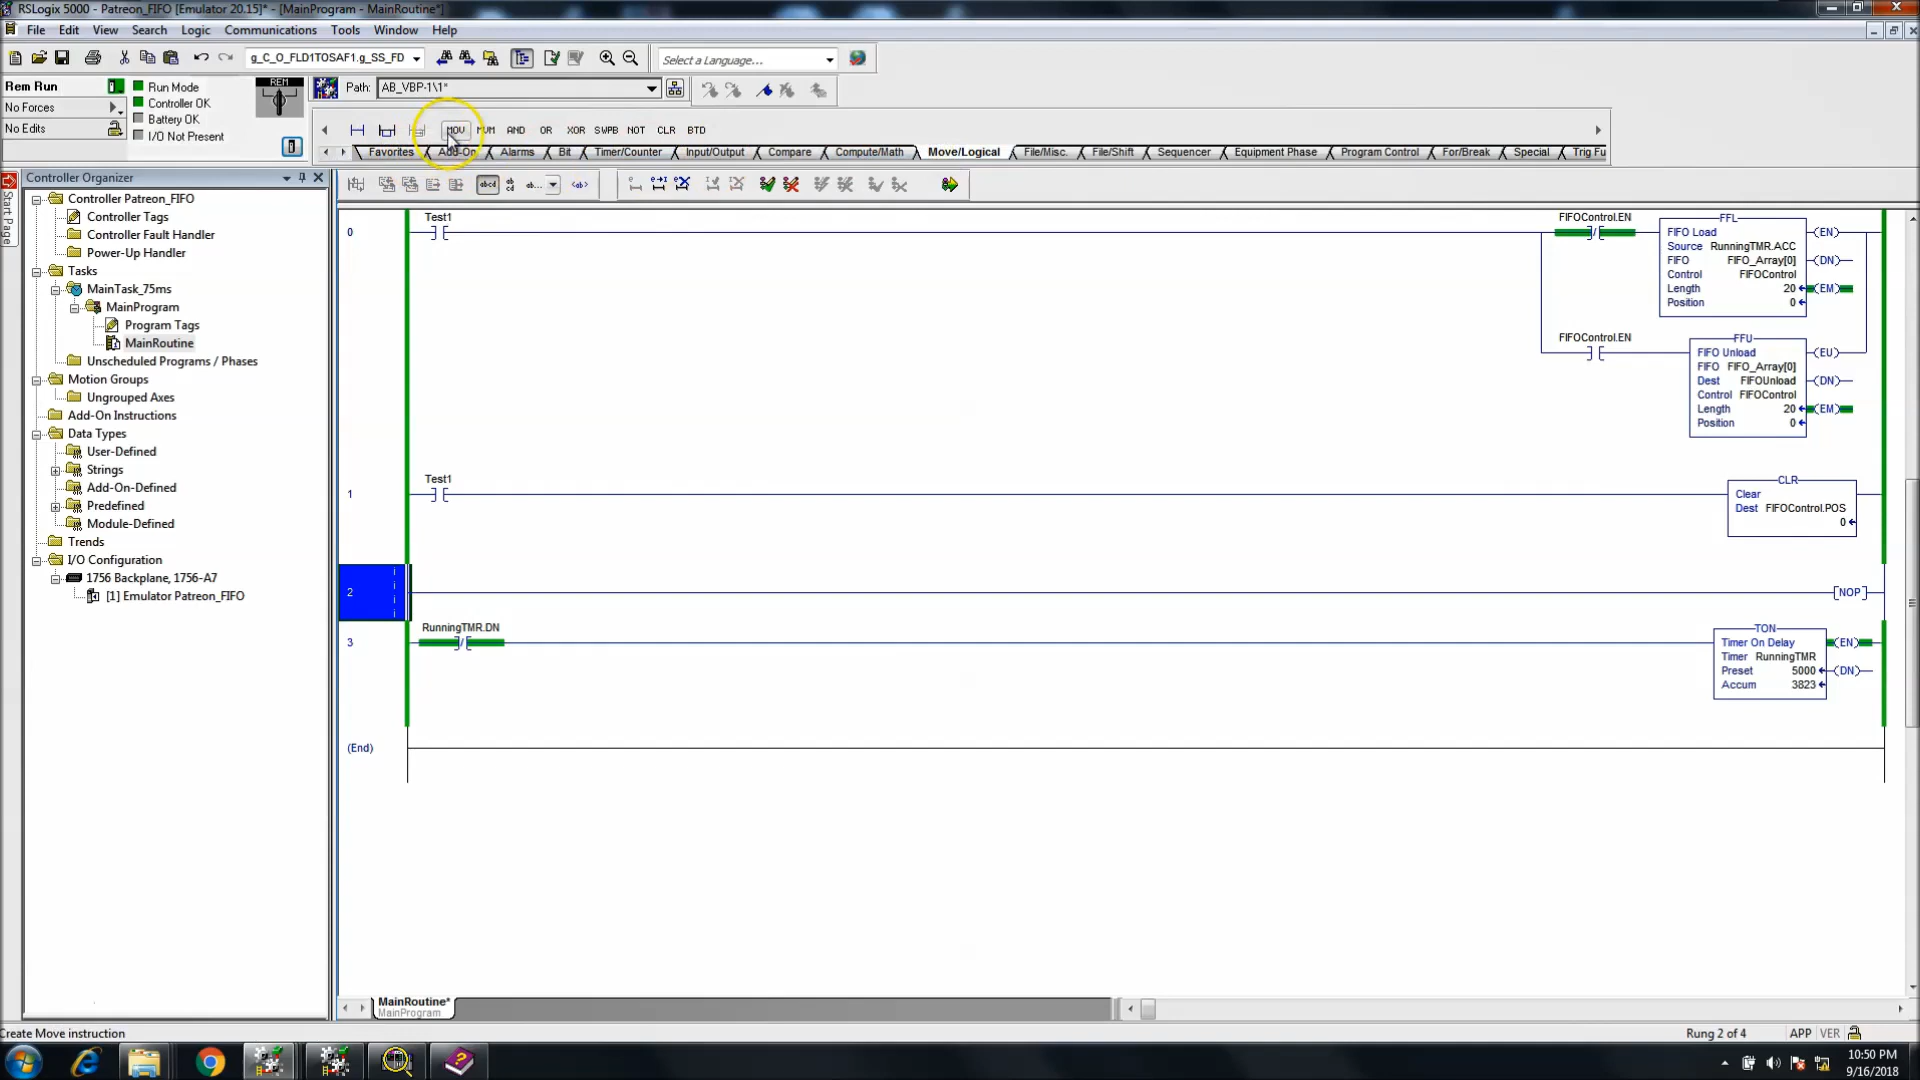 RSLogix 5000 - Patreon_FIFO [Emulator 20.15]* - [MainProgram - MainRoutine*]
File Edit View Search Logic Communications Tools Window Help
g_C_O_FLD1TOSAF1.g_SS_FD
Select a Language...
Rem Run
No Forces
No Edits
Run Mode
Controller OK
Battery OK
I/O Not Present
REM
Path: AB_VBP-1\1*
MOV MVM AND OR XOR SWPB NOT CLR BTD
Favorites Add-On Alarms Bit Timer/Counter Input/Output Compare Compute/Math Move/Logical File/Misc. File/Shift Sequencer Equipment Phase Program Control For/Break Special Trig Fu
Start Page
Controller Organizer
Controller Patreon_FIFO
Controller Tags
Controller Fault Handler
Power-Up Handler
Tasks
MainTask_75ms
MainProgram
Program Tags
MainRoutine
Unscheduled Programs / Phases
Motion Groups
Ungrouped Axes
Add-On Instructions
Data Types
User-Defined
Strings
Add-On-Defined
Predefined
Module-Defined
Trends
I/O Configuration
1756 Backplane, 1756-A7
[1] Emulator Patreon_FIFO
0
Test1
FIFOControl.EN
FFL
FIFO Load
Source RunningTMR.ACC
FIFO FIFO_Array[0]
Control FIFOControl
Length 20
Position 0
EN
DN
EM
FIFOControl.EN
FFU
FIFO Unload
FIFO FIFO_Array[0]
Dest FIFOUnload
Control FIFOControl
Length 20
Position 0
EU
DN
EM
1
Test1
CLR
Clear
Dest FIFOControl.POS
0
2
NOP
3
RunningTMR.DN
TON
Timer On Delay
Timer RunningTMR
Preset 5000
Accum 3823
EN
DN
(End)
MainRoutine*
MainProgram
Create Move instruction
Rung 2 of 4
APP VER
10:50 PM
9/16/2018